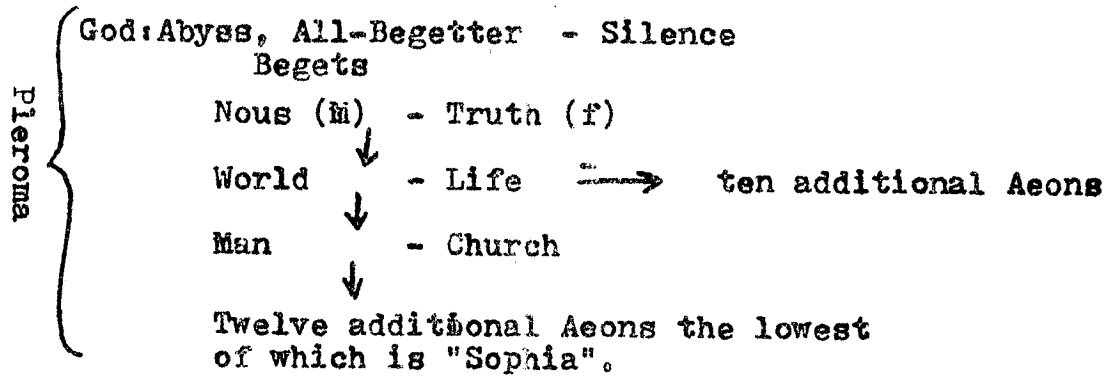 God:Abyss, All-Begetter - Silence
Begets
Nous (m) - Truth (f)
World - Life → ten additional Aeons
Man - Church
Twelve additional Aeons the lowest
of which is "Sophia".
Pleroma